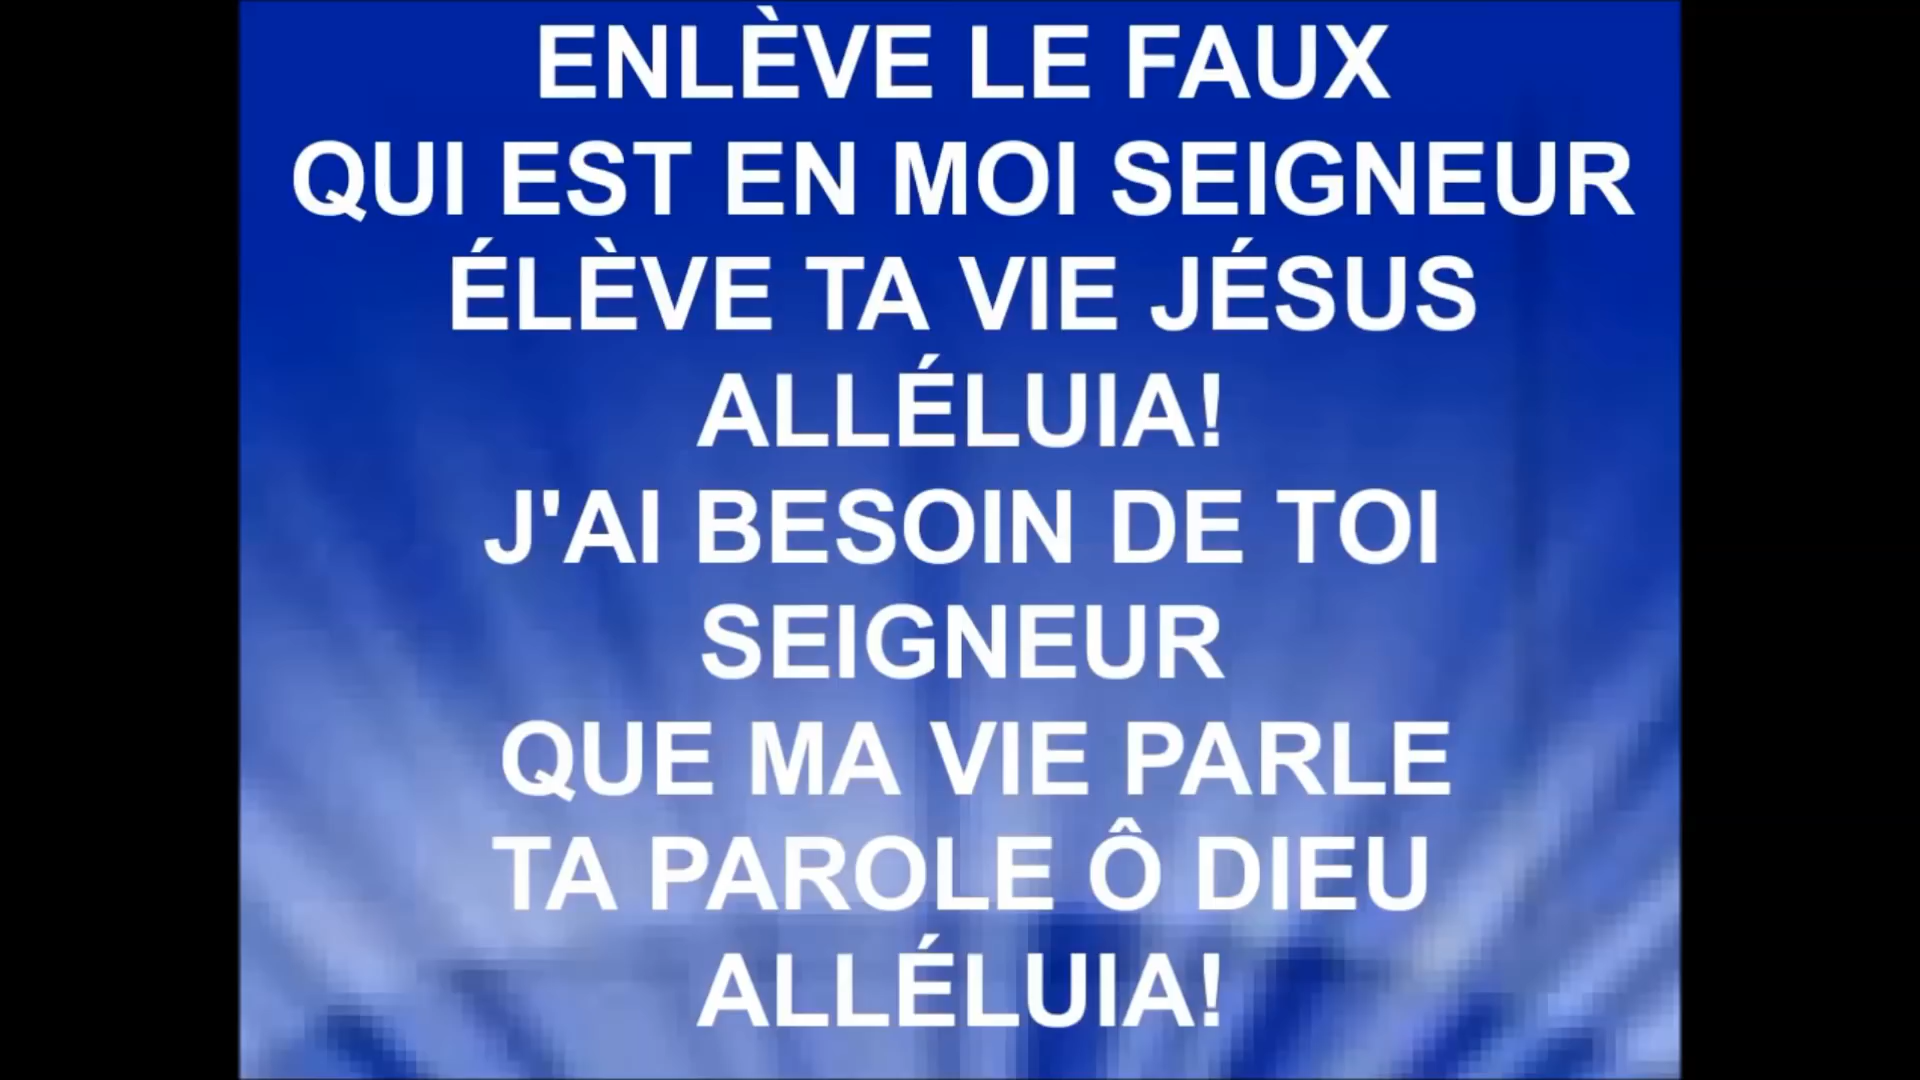 ENLÈVE LE FAUX
QUI EST EN MOI SEIGNEUR
ÉLÈVE TA VIE JÉSUS
ALLÉLUIA!
J'AI BESOIN DE TOI
SEIGNEUR
QUE MA VIE PARLE
TA PAROLE Ô DIEU
ALLÉLUIA!